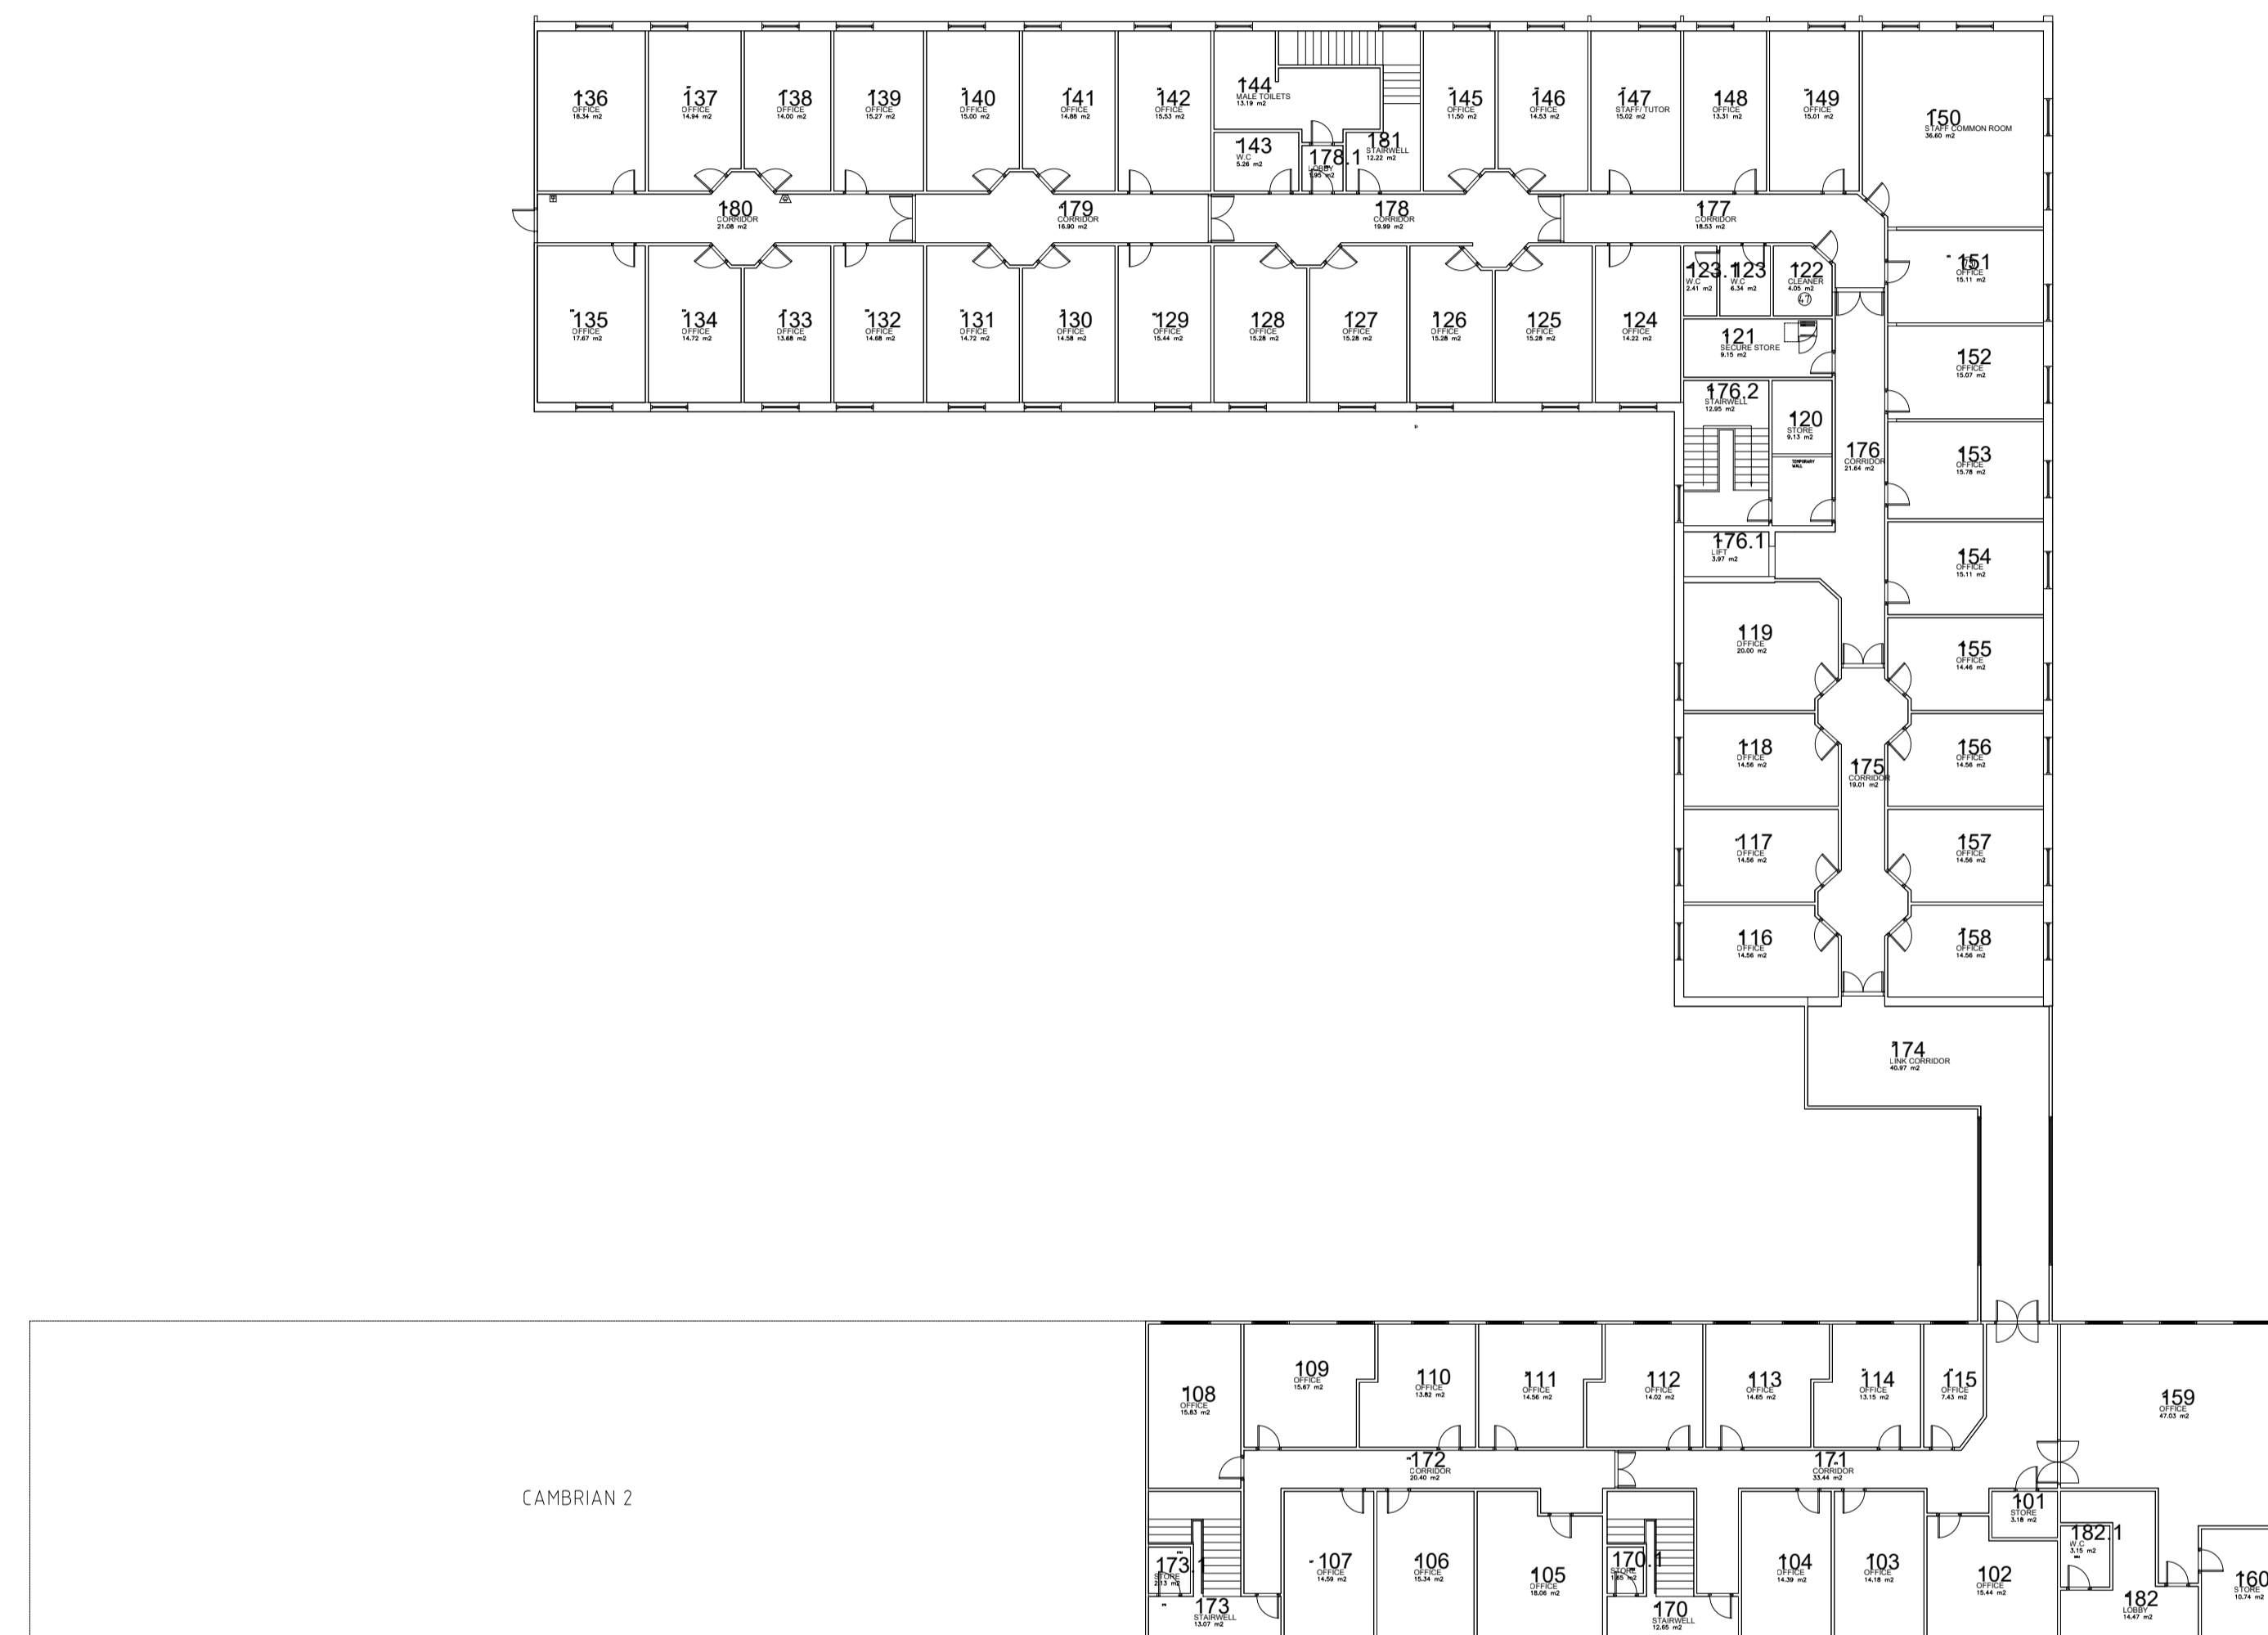 136
OFFICE
18.34 m2
137
OFFICE
14.94 m2
138
OFFICE
14.00 m2
139
OFFICE
15.27 m2
140
OFFICE
15.00 m2
141
OFFICE
14.88 m2
142
OFFICE
15.53 m2
144
MALE TOILETS
13.19 m2
143
W.C
5.26 m2
178.1
LOBBY
181
STAIRWELL
12.22 m2
145
OFFICE
11.50 m2
146
OFFICE
14.53 m2
147
STAFF/ TUTOR
15.02 m2
148
OFFICE
13.31 m2
149
OFFICE
15.01 m2
150
STAFF COMMON ROOM
36.60 m2
180
CORRIDOR
21.08 m2
179
CORRIDOR
16.90 m2
178
CORRIDOR
19.99 m2
177
CORRIDOR
18.53 m2
135
OFFICE
17.67 m2
134
OFFICE
14.72 m2
133
OFFICE
13.68 m2
132
OFFICE
14.68 m2
131
OFFICE
14.72 m2
130
OFFICE
14.58 m2
129
OFFICE
15.44 m2
128
OFFICE
15.28 m2
127
OFFICE
15.28 m2
126
OFFICE
15.28 m2
125
OFFICE
15.28 m2
124
OFFICE
14.22 m2
123.1
W.C
2.41 m2
123
W.C
6.34 m2
122
CLEANER
4.05 m2
47
151
OFFICE
15.11 m2
121
SECURE STORE
9.15 m2
152
OFFICE
15.07 m2
176.2
STAIRWELL
12.95 m2
120
STORE
9.13 m2
TEMPORARY
WALL
176
CORRIDOR
21.64 m2
153
OFFICE
15.78 m2
176.1
LIFT
3.97 m2
154
OFFICE
15.11 m2
119
OFFICE
20.00 m2
155
OFFICE
14.46 m2
118
OFFICE
14.56 m2
175
CORRIDOR
19.01 m2
156
OFFICE
14.56 m2
117
OFFICE
14.56 m2
157
OFFICE
14.56 m2
116
OFFICE
14.56 m2
158
OFFICE
14.56 m2
174
LINK CORRIDOR
40.97 m2
108
OFFICE
15.83 m2
109
OFFICE
15.67 m2
110
OFFICE
13.82 m2
111
OFFICE
14.56 m2
112
OFFICE
14.02 m2
113
OFFICE
14.65 m2
114
OFFICE
13.15 m2
115
OFFICE
7.43 m2
159
OFFICE
47.03 m2
172
CORRIDOR
20.40 m2
171
CORRIDOR
33.44 m2
CAMBRIAN 2
101
STORE
3.18 m2
173.1
STORE
2.13 m2
107
OFFICE
14.59 m2
106
OFFICE
15.34 m2
105
OFFICE
18.06 m2
170.1
STORE
104
OFFICE
14.39 m2
103
OFFICE
14.18 m2
102
OFFICE
15.44 m2
182.1
W.C
3.15 m2
160
STORE
10.74 m2
173
STAIRWELL
13.07 m2
170
STAIRWELL
12.65 m2
182
LOBBY
14.47 m2